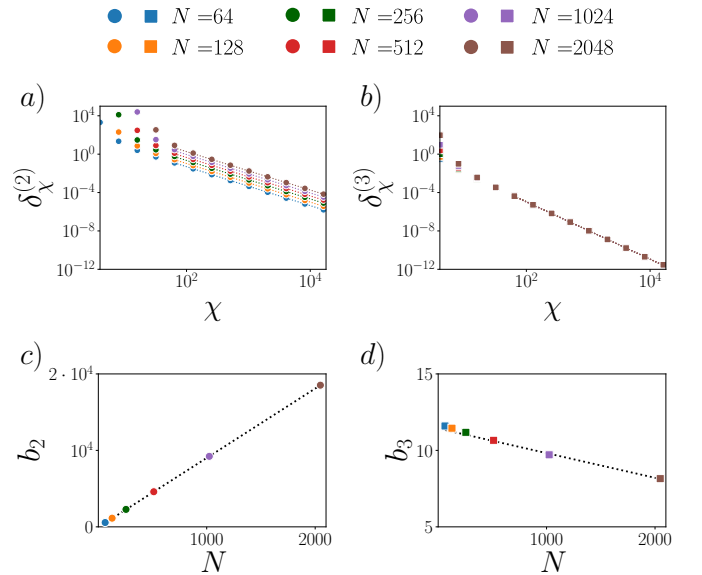 N =64 N =256 N =1024
N =128 N =512 N =2048
a) b)
10^4 10^4
10^0 10^0
10^−4 10^−4
10^−8 10^−8
10^−12 10^−12
δ_χ^(2) δ_χ^(3)
10^2 10^4 10^2 10^4
χ χ
c) d)
2 · 10^4 15
10^4 10
0 5
b_2 b_3
1000 2000 1000 2000
N N